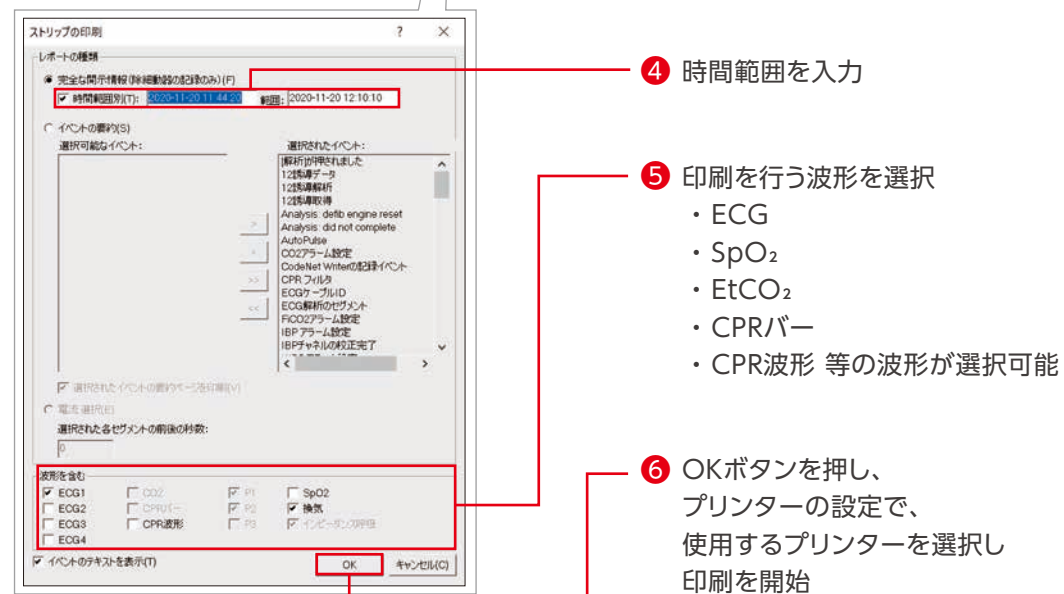 ストリップの印刷 ? ×
レポートの種類
完全な開示情報(除細動器の記録のみ)(F)
時間範囲別(T): 2020-11-20 11:44:20 範囲: 2020-11-20 12:10:10
イベントの要約(S)
選択可能なイベント:
選択されたイベント:
[解析]が押されました
12誘導データ
12誘導解析
12誘導取得
Analysis: defib engine reset
Analysis: did not complete
AutoPulse
CO2アラーム設定
CodeNet Writerの記録イベント
CPR フィルタ
ECGケーブルID
ECG解析のセグメント
FiCO2アラーム設定
IBP アラーム設定
IBPチャネルの校正完了
>
<
>>
<<
選択されたイベントの要約ページを印刷(V)
電流 選択(E)
選択された各セグメントの前後の秒数:
0
波形を含む
ECG1 CO2 P1 SpO2
ECG2 CPRバー P2 換気
ECG3 CPR波形 P3 インピーダンス呼吸
ECG4
イベントのテキストを表示(T)
OK キャンセル(C)
4 時間範囲を入力
5 印刷を行う波形を選択
・ECG
・SpO₂
・EtCO₂
・CPRバー
・CPR波形 等の波形が選択可能
6 OKボタンを押し、
プリンターの設定で、
使用するプリンターを選択し
印刷を開始